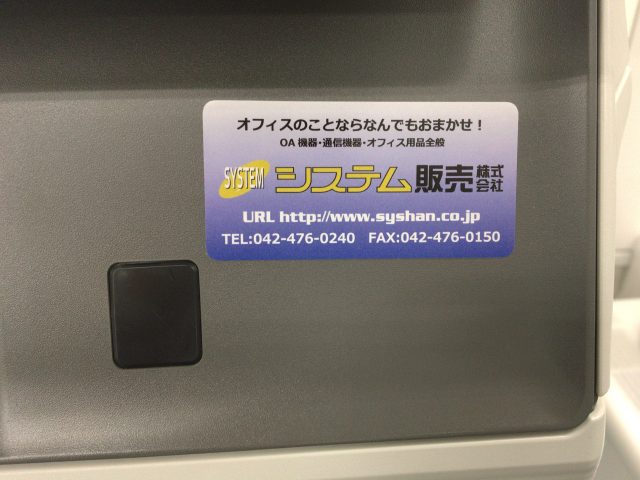 オフィスのことならなんでもおまかせ！
OA機器・通信機器・オフィス用品全般
SYSTEM システム販売株式会社
URL http://www.syshan.co.jp
TEL:042-476-0240 FAX:042-476-0150